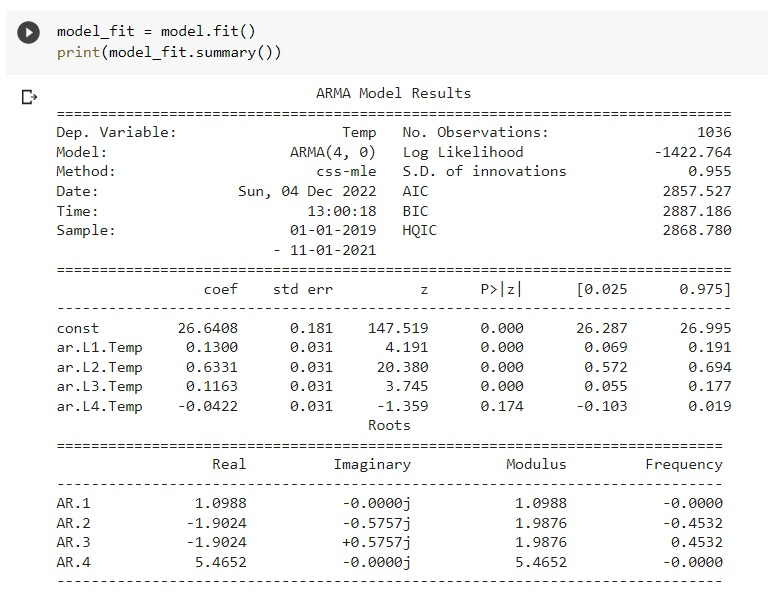 model_fit = model.fit()
print(model_fit.summary())
ARMA Model Results
==============================================================================
Dep. Variable: Temp No. Observations: 1036
Model: ARMA(4, 0) Log Likelihood -1422.764
Method: css-mle S.D. of innovations 0.955
Date: Sun, 04 Dec 2022 AIC 2857.527
Time: 13:00:18 BIC 2887.186
Sample: 01-01-2019 HQIC 2868.780
- 11-01-2021
==============================================================================
coef std err z P>|z| [0.025 0.975]
------------------------------------------------------------------------------
const 26.6408 0.181 147.519 0.000 26.287 26.995
ar.L1.Temp 0.1300 0.031 4.191 0.000 0.069 0.191
ar.L2.Temp 0.6331 0.031 20.380 0.000 0.572 0.694
ar.L3.Temp 0.1163 0.031 3.745 0.000 0.055 0.177
ar.L4.Temp -0.0422 0.031 -1.359 0.174 -0.103 0.019
Roots
=============================================================================
Real Imaginary Modulus Frequency
-----------------------------------------------------------------------------
AR.1 1.0988 -0.0000j 1.0988 -0.0000
AR.2 -1.9024 -0.5757j 1.9876 -0.4532
AR.3 -1.9024 +0.5757j 1.9876 0.4532
AR.4 5.4652 -0.0000j 5.4652 -0.0000
-----------------------------------------------------------------------------